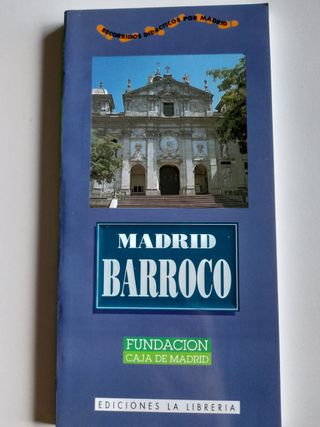 RECORRIDOS DIDACTICOS POR MADRID
MADRID
BARROCO
FUNDACION
CAJA DE MADRID
EDICIONES LA LIBRERIA